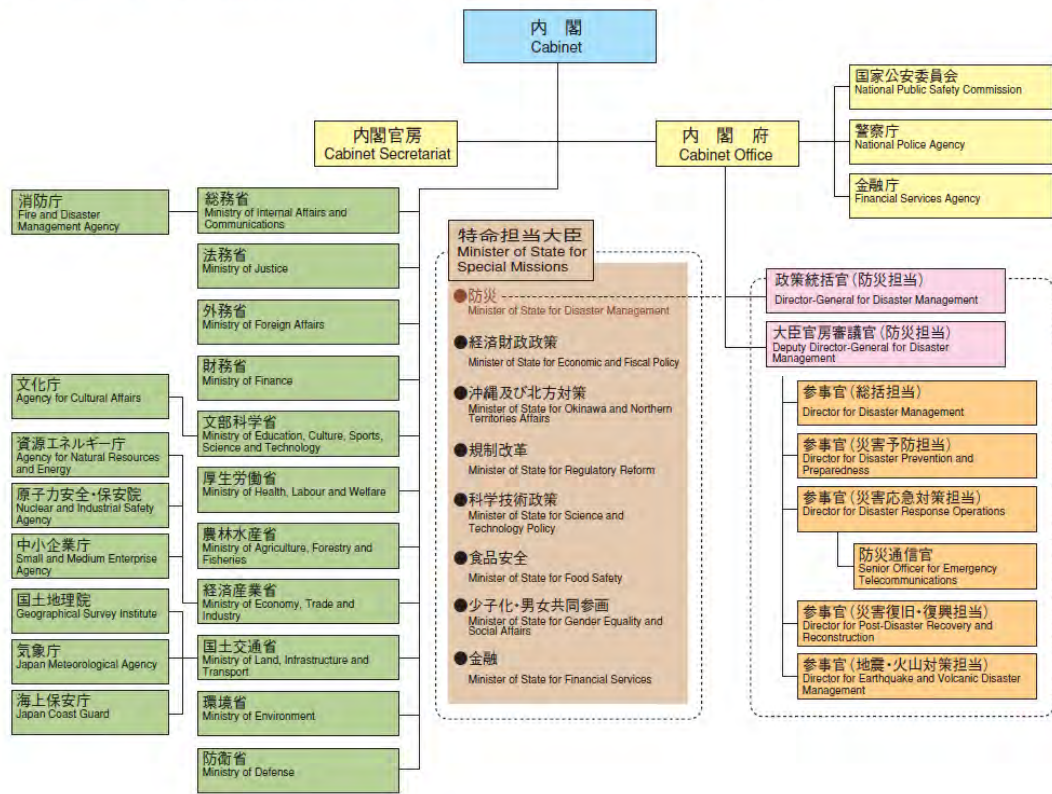 内 閣
Cabinet
内閣官房
Cabinet Secretariat
内 閣 府
Cabinet Office
国家公安委員会
National Public Safety Commission
警察庁
National Police Agency
金融庁
Financial Services Agency
消防庁
Fire and Disaster
Management Agency
総務省
Ministry of Internal Affairs and
Communications
法務省
Ministry of Justice
外務省
Ministry of Foreign Affairs
財務省
Ministry of Finance
文化庁
Agency for Cultural Affairs
文部科学省
Ministry of Education, Culture, Sports,
Science and Technology
資源エネルギー庁
Agency for Natural Resources
and Energy
厚生労働省
Ministry of Health, Labour and Welfare
原子力安全・保安院
Nuclear and Industrial Safety
Agency
農林水産省
Ministry of Agriculture, Forestry and
Fisheries
中小企業庁
Small and Medium Enterprise
Agency
経済産業省
Ministry of Economy, Trade and
Industry
国土地理院
Geographical Survey Institute
国土交通省
Ministry of Land, Infrastructure and
Transport
気象庁
Japan Meteorological Agency
海上保安庁
Japan Coast Guard
環境省
Ministry of Environment
防衛省
Ministry of Defense
特命担当大臣
Minister of State for
Special Missions
●防災
Minister of State for Disaster Management
●経済財政政策
Minister of State for Economic and Fiscal Policy
●沖縄及び北方対策
Minister of State for Okinawa and Northern
Territories Affairs
●規制改革
Minister of State for Regulatory Reform
●科学技術政策
Minister of State for Science and
Technology Policy
●食品安全
Minister of State for Food Safety
●少子化・男女共同参画
Minister of State for Gender Equality and
Social Affairs
●金融
Minister of State for Financial Services
政策統括官（防災担当）
Director-General for Disaster Management
大臣官房審議官（防災担当）
Deputy Director-General for Disaster
Management
参事官（総括担当）
Director for Disaster Management
参事官（災害予防担当）
Director for Disaster Prevention and
Preparedness
参事官（災害応急対策担当）
Director for Disaster Response Operations
防災通信官
Senior Officer for Emergency
Telecommunications
参事官（災害復旧・復興担当）
Director for Post-Disaster Recovery and
Reconstruction
参事官（地震・火山対策担当）
Director for Earthquake and Volcanic Disaster
Management